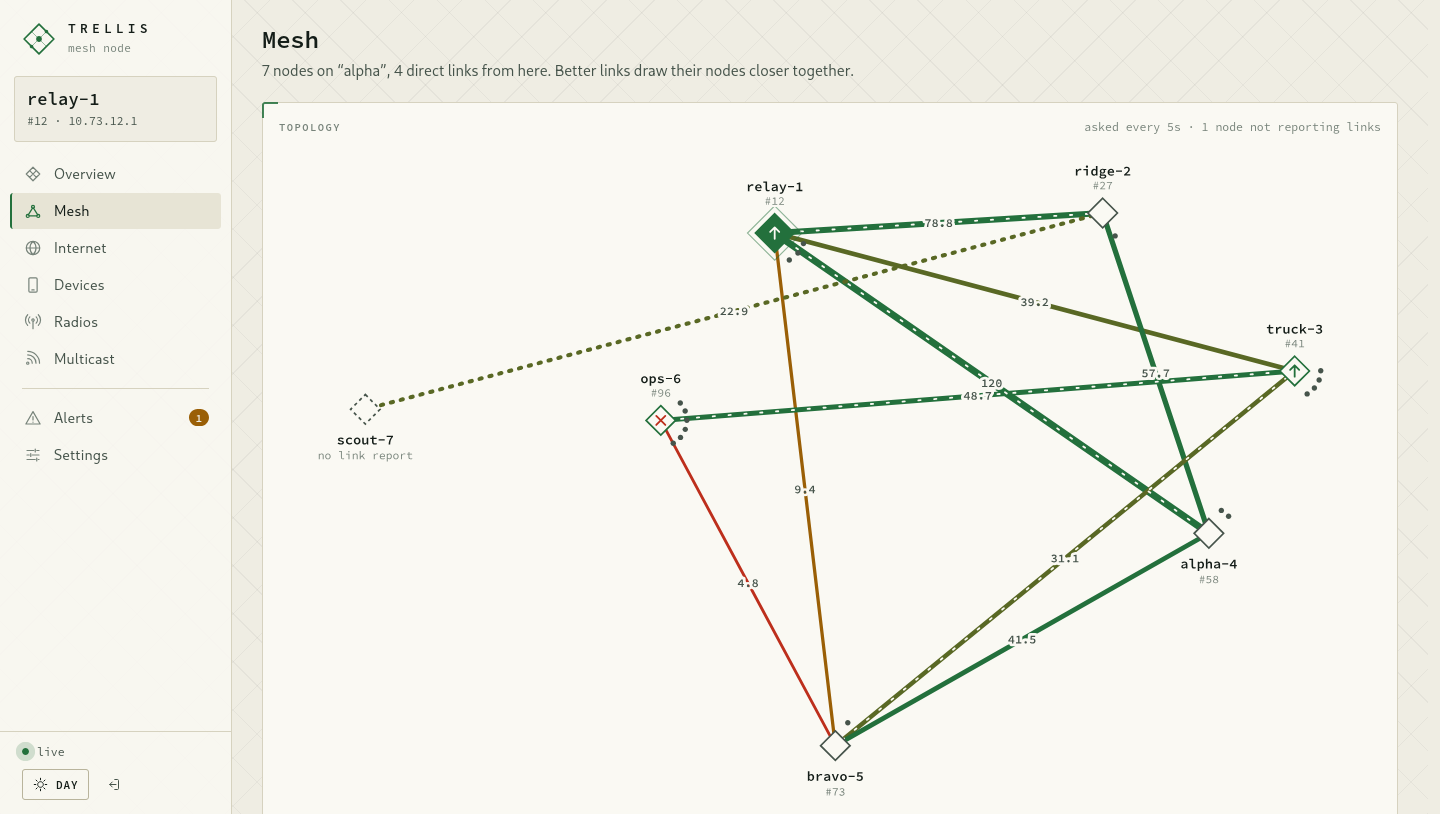 TRELLIS
mesh node
relay-1
#12 · 10.73.12.1
Overview
Mesh
Internet
Devices
Radios
Multicast
Alerts
1
Settings
live
DAY
Mesh
7 nodes on “alpha”, 4 direct links from here. Better links draw their nodes closer together.
TOPOLOGY
asked every 5s · 1 node not reporting links
ridge-2
#27
relay-1
#12
78.8
39.2
22.9
truck-3
#41
57.7
ops-6
#96
120
48.7
scout-7
no link report
9.4
31.1
alpha-4
#58
4.8
41.5
bravo-5
#73